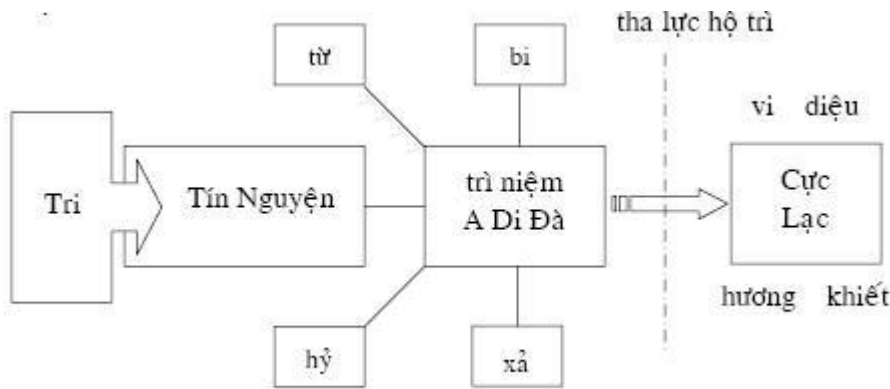 tha lực hộ trì
từ
bi
vi diệu
Tri
Tín Nguyện
trì niệm
A Di Đà
Cực
Lạc
hương khiết
hỷ
xả